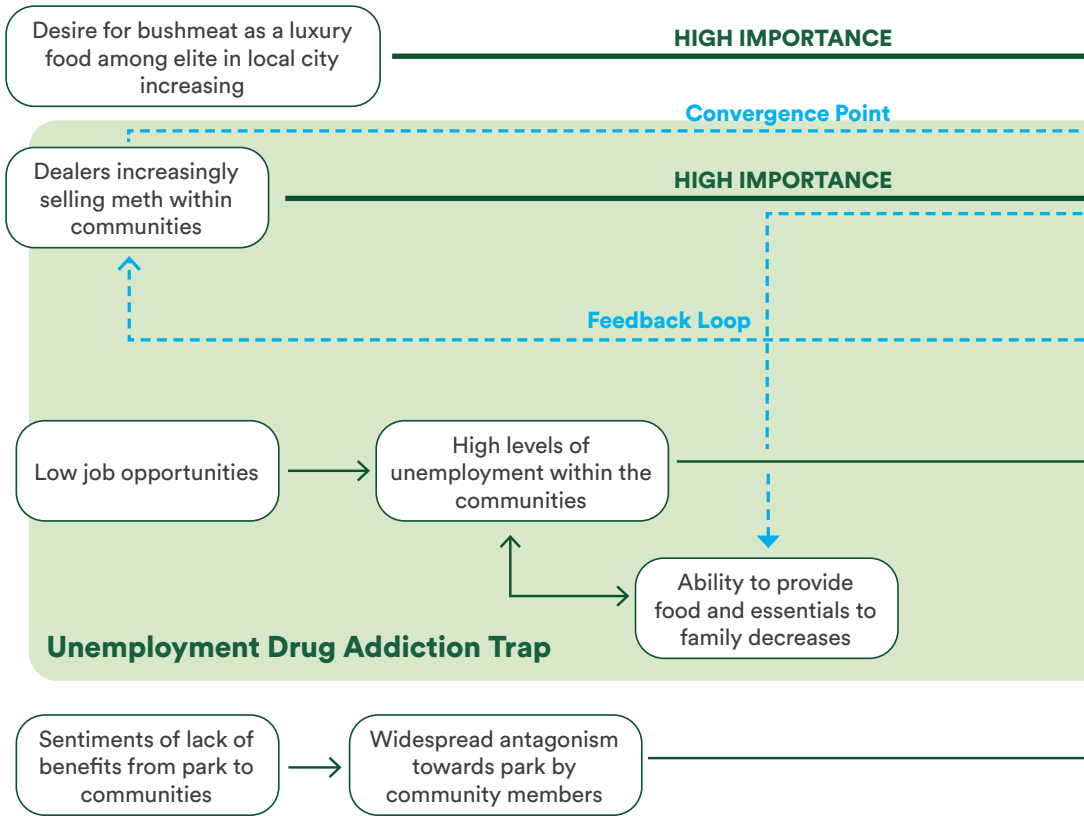 Desire for bushmeat as a luxury
food among elite in local city
increasing
HIGH IMPORTANCE
Convergence Point
Dealers increasingly
selling meth within
communities
HIGH IMPORTANCE
Feedback Loop
Low job opportunities
High levels of
unemployment within the
communities
Ability to provide
food and essentials to
family decreases
Unemployment Drug Addiction Trap
Sentiments of lack of
benefits from park to
communities
Widespread antagonism
towards park by
community members